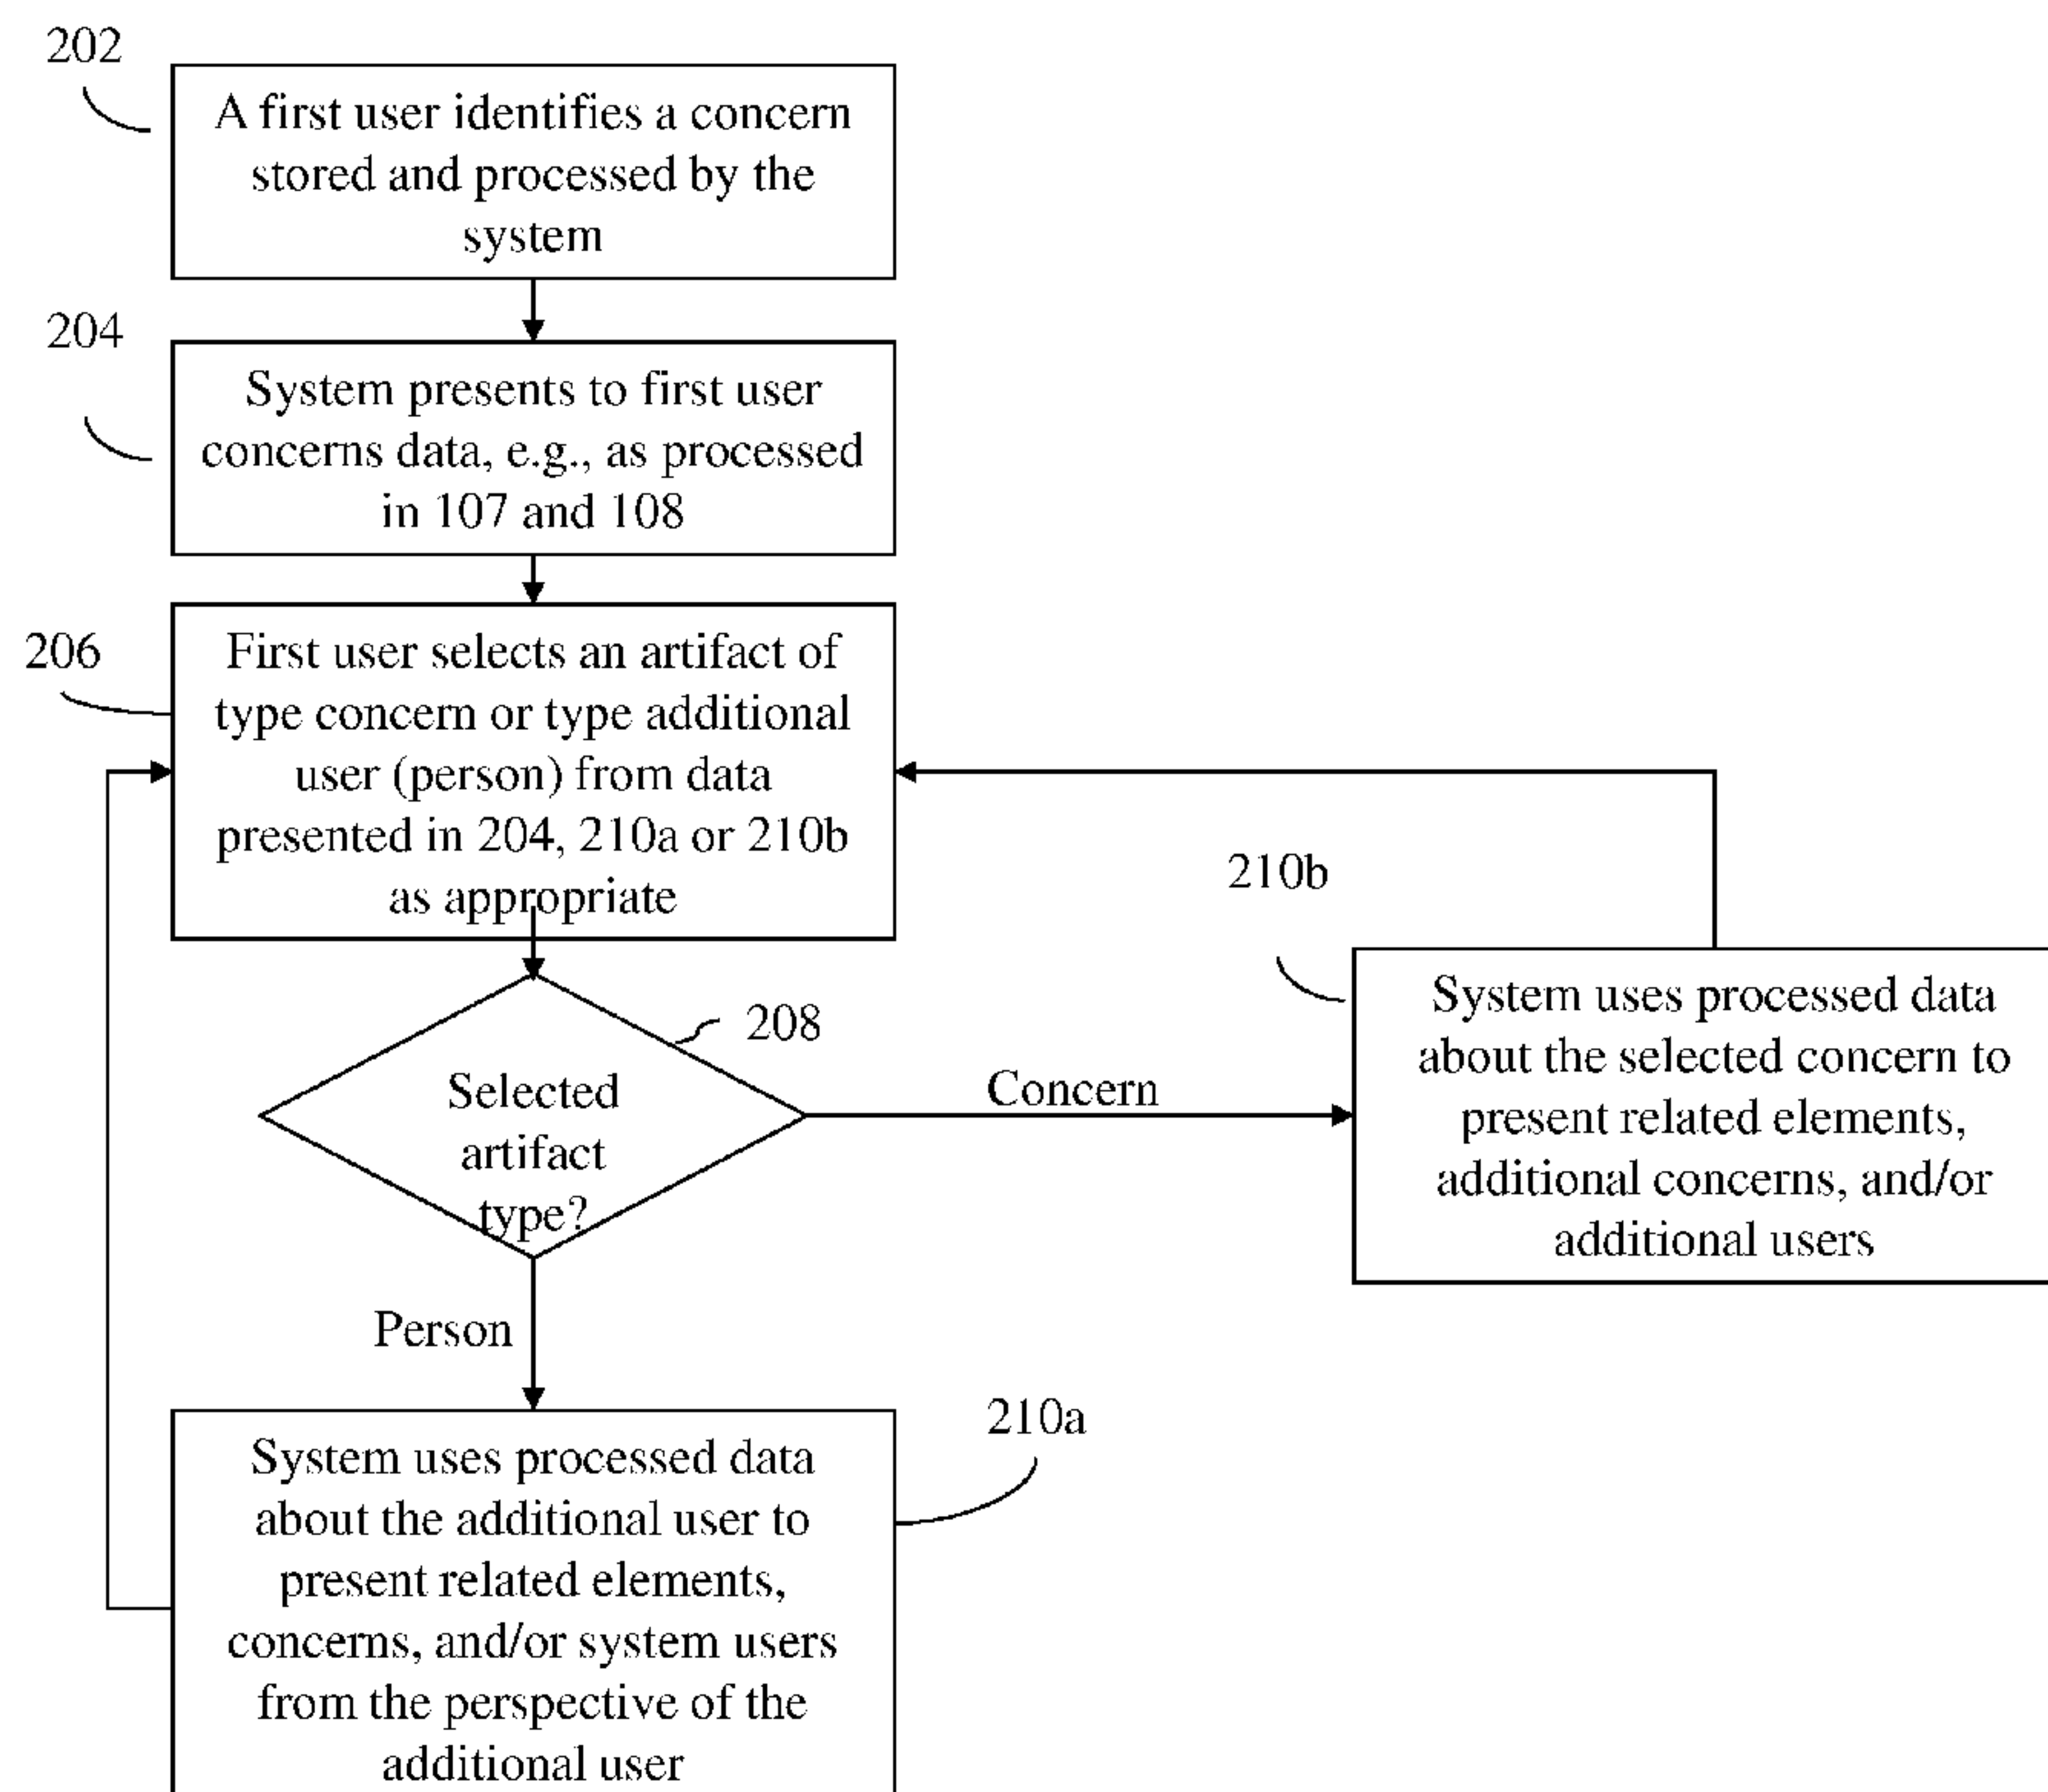 202
A first user identifies a concern
stored and processed by the
system
204
System presents to first user
concerns data, e.g., as processed
in 107 and 108
206
First user selects an artifact of
type concern or type additional
user (person) from data
presented in 204, 210a or 210b
as appropriate
208
Selected
artifact
type?
Concern
210b
System uses processed data
about the selected concern to
present related elements,
additional concerns, and/or
additional users
Person
210a
System uses processed data
about the additional user to
present related elements,
concerns, and/or system users
from the perspective of the
additional user